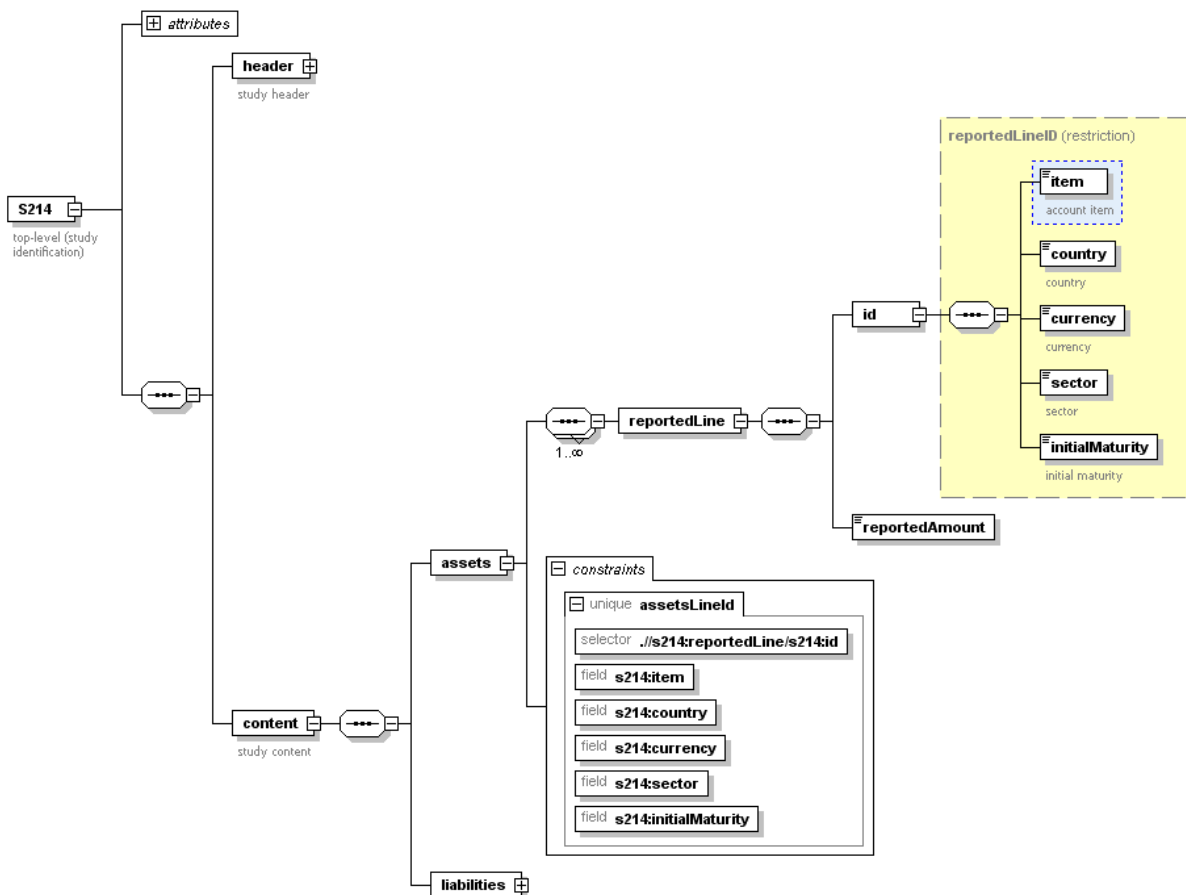 attributes
header
study header
reportedLineID (restriction)
item
account item
S214
top-level (study
identification)
country
country
id
currency
currency
sector
sector
reportedLine
1..∞
initialMaturity
initial maturity
reportedAmount
assets
constraints
unique assetsLineId
selector .//s214:reportedLine/s214:id
field s214:item
field s214:country
content
study content
field s214:currency
field s214:sector
field s214:initialMaturity
liabilities